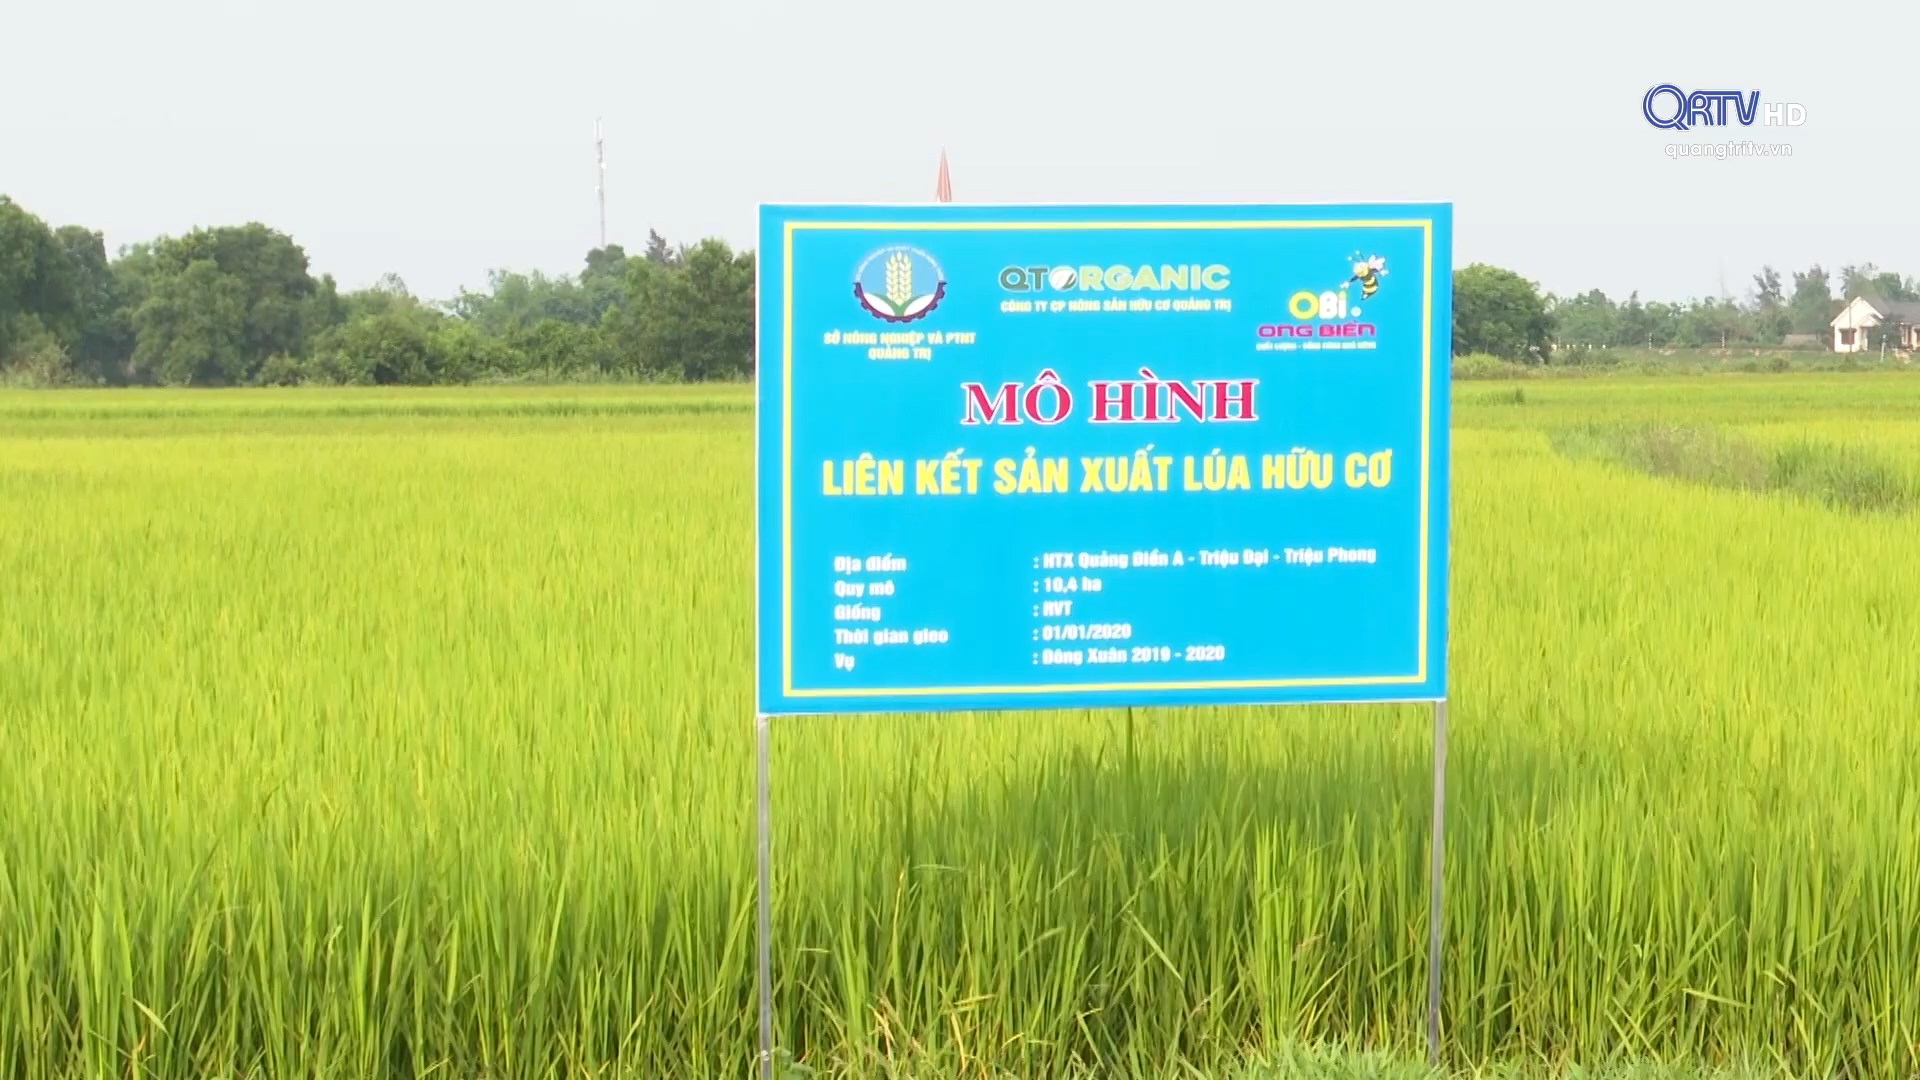 QRTV HD
quangtritv.vn
SỞ NÔNG NGHIỆP VÀ PTNT
QUẢNG TRỊ
QTORGANIC
CÔNG TY CP NÔNG SẢN HỮU CƠ QUẢNG TRỊ
OBI
ONG BIỂN
MÔ HÌNH
LIÊN KẾT SẢN XUẤT LÚA HỮU CƠ
Địa điểm : HTX Quảng Điền A - Triệu Đại - Triệu Phong
Quy mô : 10,4 ha
Giống : RVT
Thời gian gieo : 01/01/2020
Vụ : Đông Xuân 2019 - 2020